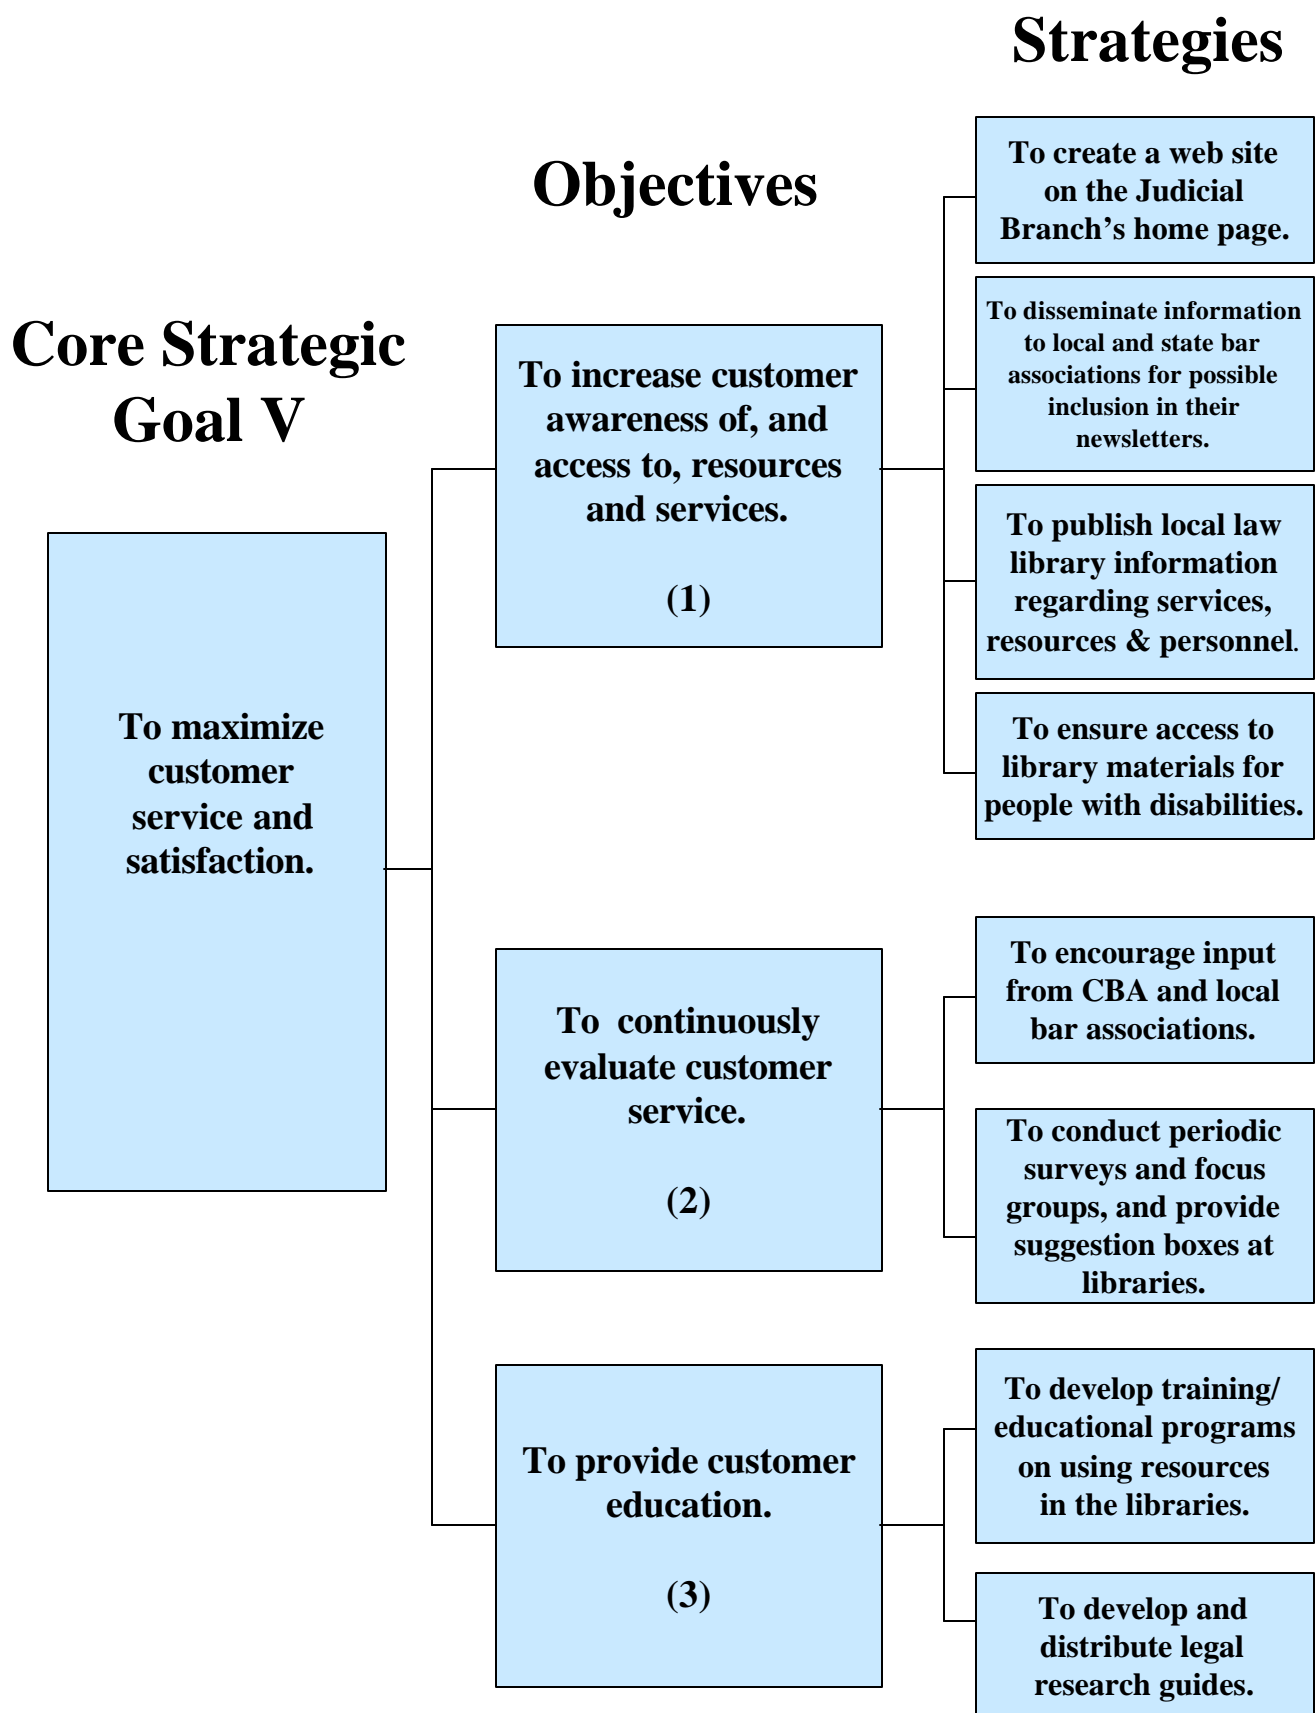 Strategies
Objectives
Core Strategic
Goal V
To maximize
customer
service and
satisfaction.
To increase customer
awareness of, and
access to, resources
and services.
(1)
To create a web site
on the Judicial
Branch’s home page.
To disseminate information
to local and state bar
associations for possible
inclusion in their
newsletters.
To publish local law
library information
regarding services,
resources & personnel.
To ensure access to
library materials for
people with disabilities.
To continuously
evaluate customer
service.
(2)
To encourage input
from CBA and local
bar associations.
To conduct periodic
surveys and focus
groups, and provide
suggestion boxes at
libraries.
To provide customer
education.
(3)
To develop training/
educational programs
on using resources
in the libraries.
To develop and
distribute legal
research guides.